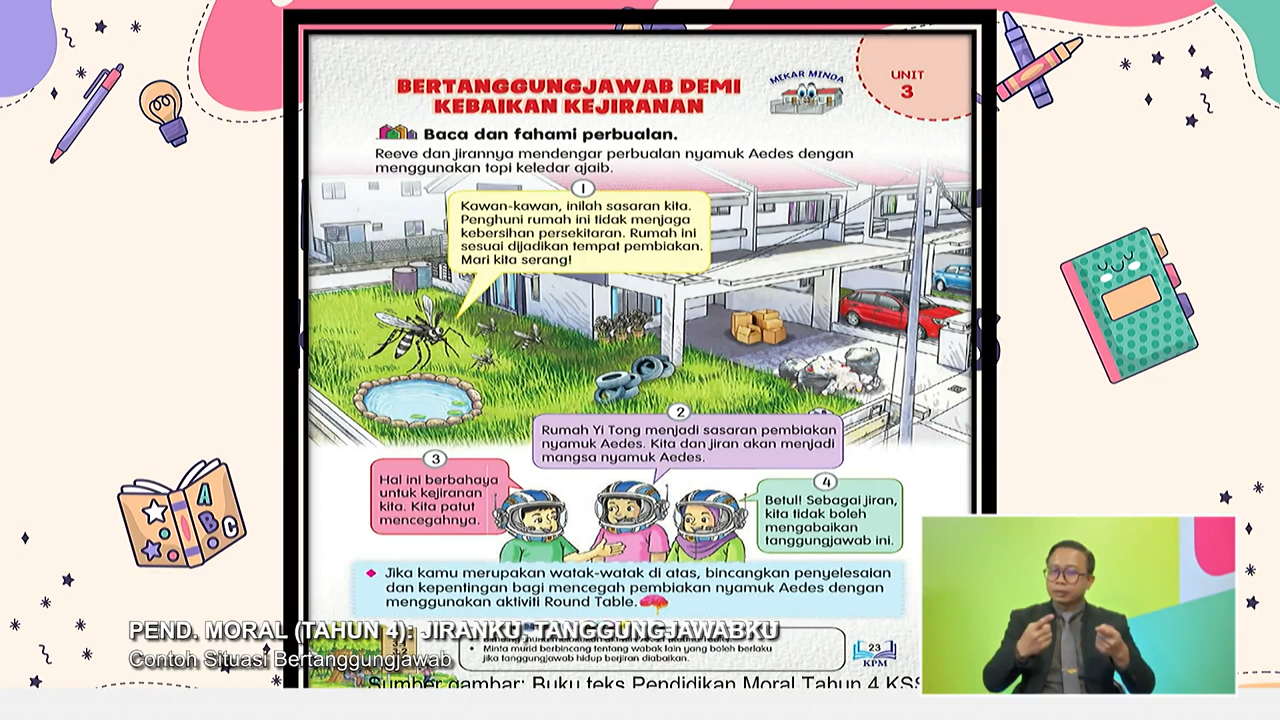 BERTANGGUNGJAWAB DEMI
KEBAIKAN KEJIRANAN
MEKAR MINDA
UNIT
3
Baca dan fahami perbualan.
Reeve dan jirannya mendengar perbualan nyamuk Aedes dengan
menggunakan topi keledar ajaib.
1
Kawan-kawan, inilah sasaran kita.
Penghuni rumah ini tidak menjaga
kebersihan persekitaran. Rumah ini
sesuai dijadikan tempat pembiakan.
Mari kita serang!
2
Rumah Yi Tong menjadi sasaran pembiakan
nyamuk Aedes. Kita dan jiran akan menjadi
mangsa nyamuk Aedes.
3
Hal ini berbahaya
untuk kejiranan
kita. Kita patut
mencegahnya.
4
Betul! Sebagai jiran,
kita tidak boleh
mengabaikan
tanggungjawab ini.
Jika kamu merupakan watak-watak di atas, bincangkan penyelesaian
dan kepentingan bagi mencegah pembiakan nyamuk Aedes dengan
menggunakan aktiviti Round Table.
PEND. MORAL (TAHUN 4): JIRANKU TANGGUNGJAWABKU
Contoh Situasi Bertanggungjawab
• Minta murid berbincang tentang wabak lain yang boleh berlaku
jika tanggungjawab hidup berjiran diabaikan.
23
KPM
Sumber gambar: Buku teks Pendidikan Moral Tahun 4 KSS
A
B
C